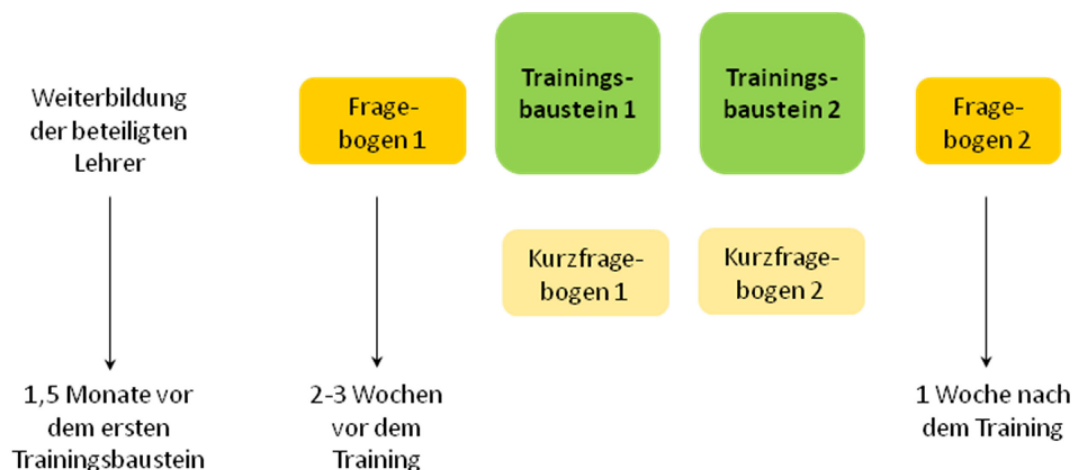 Weiterbildung
der beteiligten
Lehrer
Frage-
bogen 1
Trainings-
baustein 1
Trainings-
baustein 2
Frage-
bogen 2
Kurzfrage-
bogen 1
Kurzfrage-
bogen 2
1,5 Monate vor
dem ersten
Trainingsbaustein
2-3 Wochen
vor dem
Training
1 Woche nach
dem Training